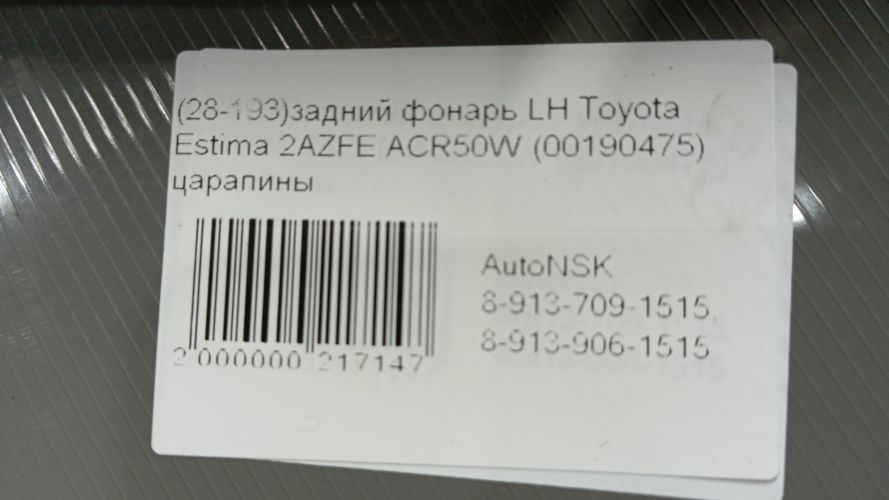 (28-193)задний фонарь LH Toyota
Estima 2AZFE ACR50W (00190475)
царапины
AutoNSK
8-913-709-1515,
8-913-906-1515
2 000000 217147